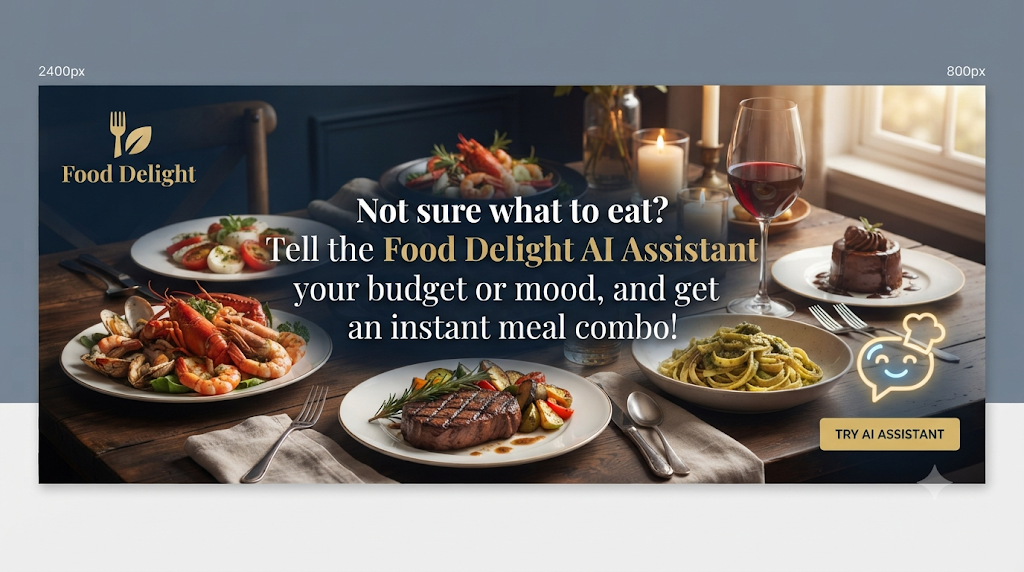 2400px
800px
Food Delight
Not sure what to eat?
Tell the Food Delight AI Assistant
your budget or mood, and get
an instant meal combo!
TRY AI ASSISTANT